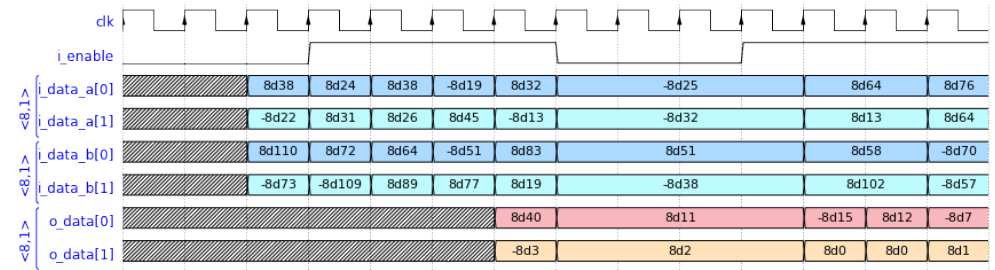 clk
i_enable
<8,1>
i_data_a[0] 8d38 8d24 8d38 -8d19 8d32 -8d25 8d64 8d76
i_data_a[1] -8d22 8d31 8d26 8d45 -8d13 -8d32 8d13 8d64
<8,1>
i_data_b[0] 8d110 8d72 8d64 -8d51 8d83 8d51 8d58 -8d70
i_data_b[1] -8d73 -8d109 8d89 8d77 8d19 -8d38 8d102 -8d57
<8,1>
o_data[0] 8d40 8d11 -8d15 8d12 -8d7
o_data[1] -8d3 8d2 8d0 8d0 8d1